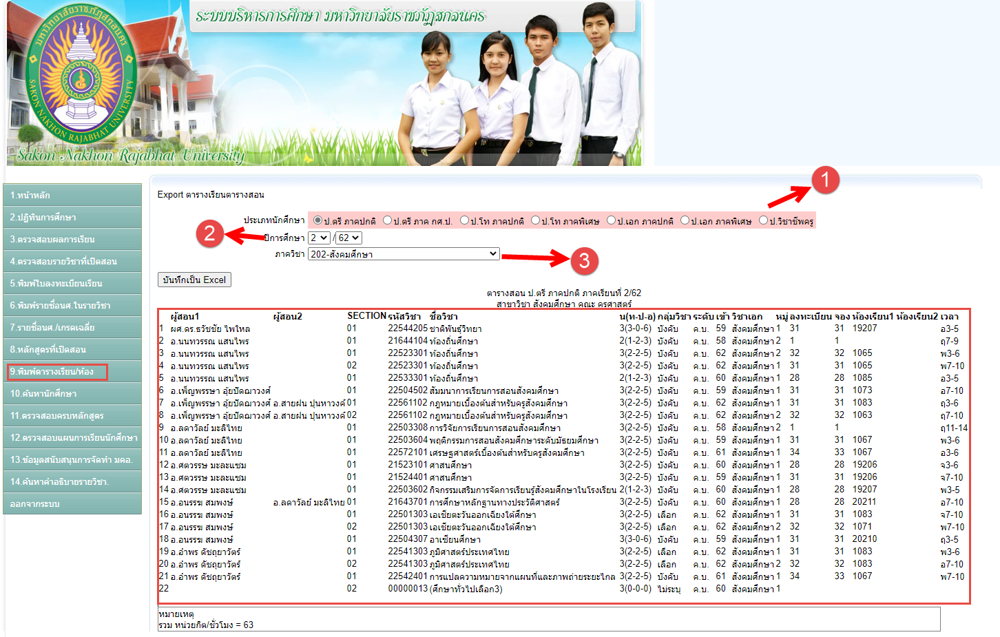 ระบบบริหารการศึกษา มหาวิทยาลัยราชภัฏสกลนคร
มหาวิทยาลัยราชภัฏสกลนคร
SAKON NAKHON RAJABHAT UNIVERSITY
Sakon Nakhon Rajabhat University
1.หน้าหลัก
2.ปฏิทินการศึกษา
3.ตรวจสอบผลการเรียน
4.ตรวจสอบรายวิชาที่เปิดสอน
5.พิมพ์ใบลงทะเบียนเรียน
6.พิมพ์รายชื่อนศ.ในรายวิชา
7.รายชื่อนศ./เกรดเฉลี่ย
8.หลักสูตรที่เปิดสอน
9.พิมพ์ตารางเรียน/ห้อง
10.ค้นหานักศึกษา
11.ตรวจสอบครบหลักสูตร
12.ตรวจสอบแผนการเรียนนักศึกษา
13.ข้อมูลสนับสนุนการจัดทำ มคอ.
14.ค้นหาคำอธิบายรายวิชา.
ออกจากระบบ
Export ตารางเรียนตารางสอน
1
ประเภทนักศึกษา ป.ตรี ภาคปกติ ป.ตรี ภาค กศ.ป. ป.โท ภาคปกติ ป.โท ภาคพิเศษ ป.เอก ภาคปกติ ป.เอก ภาคพิเศษ ป.วิชาชีพครู
2
ปีการศึกษา 2 / 62
ภาควิชา 202-สังคมศึกษา
3
บันทึกเป็น Excel
ตารางสอน ป.ตรี ภาคปกติ ภาคเรียนที่ 2/62
สาขาวิชา สังคมศึกษา คณะ ครุศาสตร์
ผู้สอน1 ผู้สอน2 SECTION รหัสวิชา ชื่อวิชา น(ท-ป-อ) กลุ่มวิชา ระดับ เข้า วิชาเอก หมู่ ลงทะเบียน จอง ห้องเรียน1 ห้องเรียน2 เวลา
1 ผศ.ดร.ธวัชชัย ไพไหล 01 22544205 ชาติพันธุ์วิทยา 3(3-0-6) บังคับ ค.บ. 59 สังคมศึกษา 1 31 31 19207 อ3-5
2 อ.นนทวรรณ แสนไพร 01 21644104 ท้องถิ่นศึกษา 2(1-2-3) บังคับ ค.บ. 58 สังคมศึกษา 2 1 1 ฤ7-9
3 อ.นนทวรรณ แสนไพร 01 22523301 ท้องถิ่นศึกษา 3(2-2-5) บังคับ ค.บ. 62 สังคมศึกษา 2 32 32 1065 พ3-6
4 อ.นนทวรรณ แสนไพร 02 22523301 ท้องถิ่นศึกษา 3(2-2-5) บังคับ ค.บ. 62 สังคมศึกษา 1 31 31 1065 พ7-10
5 อ.นนทวรรณ แสนไพร 01 22533301 ท้องถิ่นศึกษา 2(1-2-3) บังคับ ค.บ. 60 สังคมศึกษา 1 28 28 1085 อ3-5
6 อ.เพ็ญพรรษา อุ้ยปัดฌาวงศ์ 01 22504502 สัมมนาการเรียนการสอนสังคมศึกษา 3(2-2-5) บังคับ ค.บ. 59 สังคมศึกษา 1 31 31 1073 อ7-10
7 อ.เพ็ญพรรษา อุ้ยปัดฌาวงศ์ อ.สายฝน ปุนหาวงค์ 01 22561102 กฎหมายเบื้องต้นสำหรับครูสังคมศึกษา 3(2-2-5) บังคับ ค.บ. 62 สังคมศึกษา 1 31 31 1083 ฤ3-6
8 อ.เพ็ญพรรษา อุ้ยปัดฌาวงศ์ อ.สายฝน ปุนหาวงค์ 02 22561102 กฎหมายเบื้องต้นสำหรับครูสังคมศึกษา 3(2-2-5) บังคับ ค.บ. 62 สังคมศึกษา 2 32 32 1063 ฤ7-10
9 อ.ลดาวัลย์ มะลิไทย 01 22503308 การวิจัยการเรียนการสอนสังคมศึกษา 3(2-2-5) บังคับ ค.บ. 58 สังคมศึกษา 2 1 1 ฤ11-14
10 อ.ลดาวัลย์ มะลิไทย 01 22503604 พฤติกรรมการสอนสังคมศึกษาระดับมัธยมศึกษา 3(2-2-5) บังคับ ค.บ. 59 สังคมศึกษา 1 31 31 1067 พ3-6
11 อ.ลดาวัลย์ มะลิไทย 01 22572101 เศรษฐศาสตร์เบื้องต้นสำหรับครูสังคมศึกษา 3(2-2-5) บังคับ ค.บ. 61 สังคมศึกษา 1 34 33 1067 อ3-6
12 อ.ศตวรรษ มะละแซม 01 21523101 ศาสนศึกษา 3(2-2-5) บังคับ ค.บ. 60 สังคมศึกษา 1 28 28 19206 จ3-6
13 อ.ศตวรรษ มะละแซม 01 21524401 ศาสนศึกษา 3(2-2-5) บังคับ ค.บ. 59 สังคมศึกษา 1 31 31 19206 จ7-10
14 อ.ศตวรรษ มะละแซม 01 22503602 กิจกรรมเสริมการจัดการเรียนรู้สังคมศึกษาในโรงเรียน 2(1-2-3) บังคับ ค.บ. 60 สังคมศึกษา 1 28 28 19207 พ3-5
15 อ.อนรรฆ สมพงษ์ อ.ลดาวัลย์ มะลิไทย 01 21643701 การศึกษาหลักฐานทางประวัติศาสตร์ 3(2-2-5) บังคับ ค.บ. 60 สังคมศึกษา 1 28 28 20211 อ7-10
16 อ.อนรรฆ สมพงษ์ 01 22501303 เอเชียตะวันออกเฉียงใต้ศึกษา 3(2-2-5) เลือก ค.บ. 62 สังคมศึกษา 1 31 31 1083 จ7-10
17 อ.อนรรฆ สมพงษ์ 02 22501303 เอเชียตะวันออกเฉียงใต้ศึกษา 3(2-2-5) เลือก ค.บ. 62 สังคมศึกษา 2 32 32 1071 พ7-10
18 อ.อนรรฆ สมพงษ์ 01 22504307 อาเซียนศึกษา 3(3-0-6) บังคับ ค.บ. 59 สังคมศึกษา 1 31 31 20210 ฤ3-5
19 อ.อำพร ดัชถุยาวัตร์ 01 22541303 ภูมิศาสตร์ประเทศไทย 3(2-2-5) เลือก ค.บ. 62 สังคมศึกษา 1 31 31 1083 พ3-6
20 อ.อำพร ดัชถุยาวัตร์ 02 22541303 ภูมิศาสตร์ประเทศไทย 3(2-2-5) เลือก ค.บ. 62 สังคมศึกษา 2 32 32 1083 อ7-10
21 อ.อำพร ดัชถุยาวัตร์ 01 22542401 การแปลความหมายจากแผนที่และภาพถ่ายระยะไกล 3(2-2-5) บังคับ ค.บ. 61 สังคมศึกษา 1 34 33 1067 พ7-10
22 02 00000013 (ศึกษาทั่วไปเลือก3) 3(0-0-0) ไม่ระบุ ค.บ. 60 สังคมศึกษา 1
หมายเหตุ
รวม หน่วยกิต/ชั่วโมง = 63